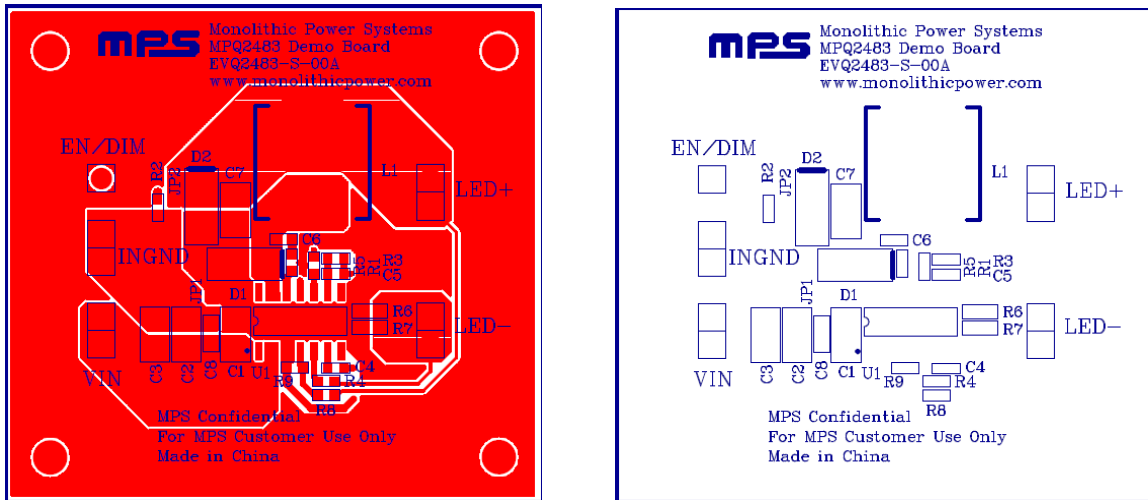 mps
Monolithic Power Systems
MPQ2483 Demo Board
EVQ2483-S-00A
www.monolithicpower.com
EN/DIM
R2
JP2
D2
C7
L1
LED+
INGND
C6
R5
R1
R3
C5
JP1
D1
R6
R7
LED-
VIN
C3
C2
C8
C1
U1
R9
C4
R4
R8
MPS Confidential
For MPS Customer Use Only
Made in China
mps
Monolithic Power Systems
MPQ2483 Demo Board
EVQ2483-S-00A
www.monolithicpower.com
EN/DIM
R2
JP2
D2
C7
L1
LED+
INGND
C6
R5
R1
R3
C5
JP1
D1
R6
R7
LED-
VIN
C3
C2
C8
C1
U1
R9
C4
R4
R8
MPS Confidential
For MPS Customer Use Only
Made in China